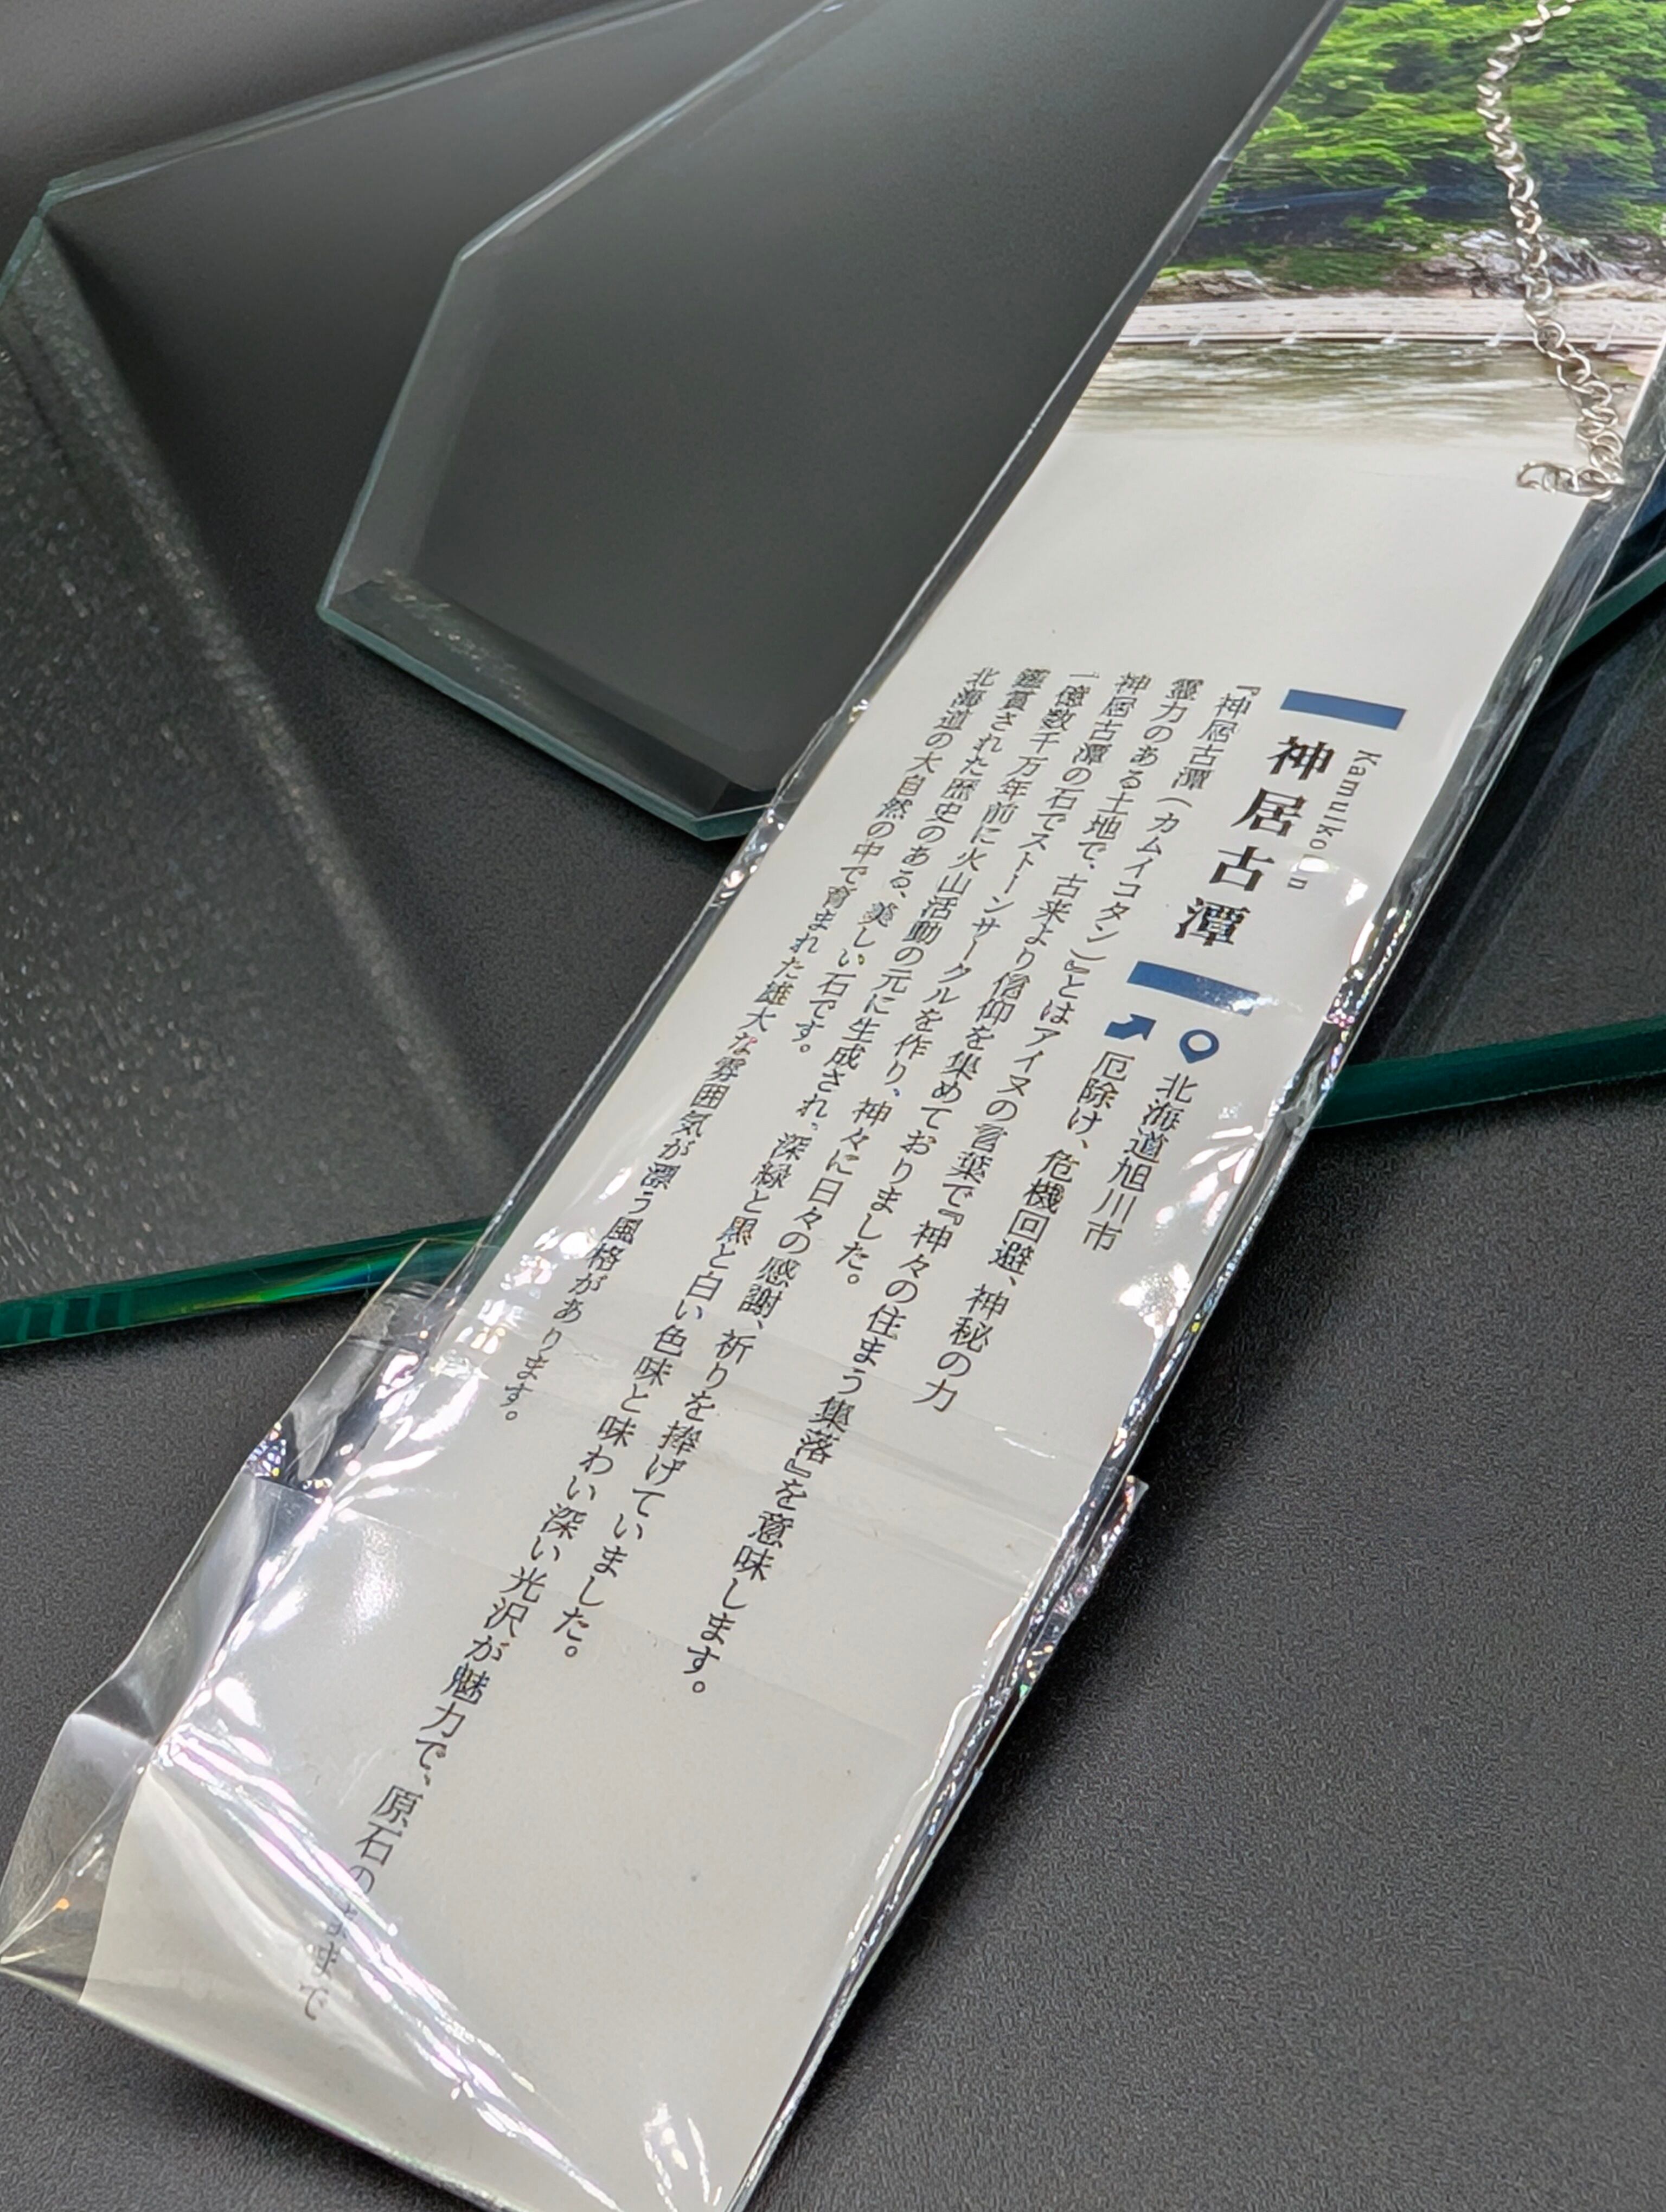 Kamuikotan
神居古潭
北海道旭川市
厄除け、危機回避、神秘の力
『神居古潭(カムイコタン)』とはアイヌの言葉で『神々の住まう集落』を意味します。
霊力のある土地で、古来より信仰を集めておりました。
神居古潭の石でストーンサークルを作り、神々に日々の感謝、祈りを捧げていました。
一億数千万年前に火山活動の元に生成され、深緑と黒と白い色味と味わい深い光沢が魅力で、原石のままで
鑑賞された歴史のある、美しい石です。
北海道の大自然の中で育まれた雄大な雰囲気が漂う風格があります。